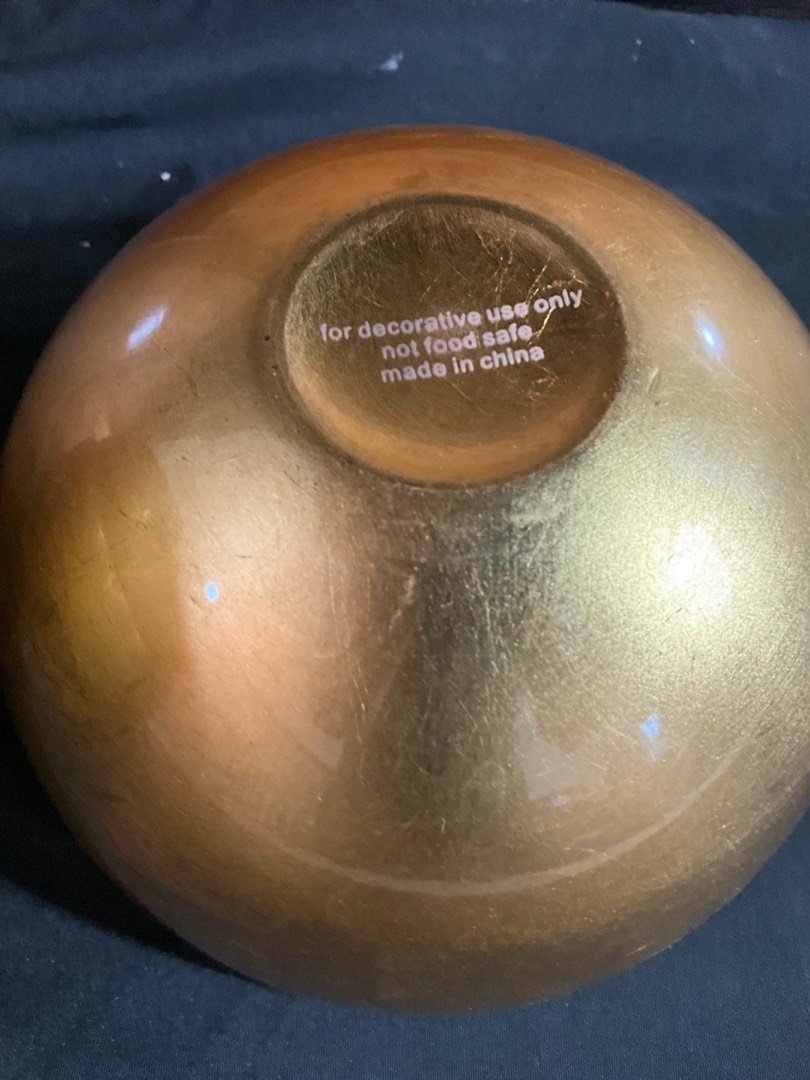 for decorative use only
not food safe
made in china